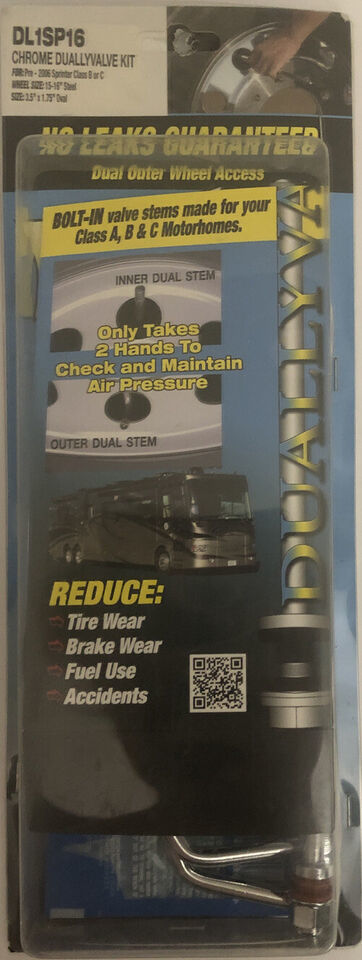 DL1SP16
CHROME DUALLYVALVE KIT
FOR: Pre - 2006 Sprinter Class B or C
WHEEL SIZE: 15-16" Steel
SIZE: 3.5" x 1.75" Oval
NO LEAKS GUARANTEED
Dual Outer Wheel Access
BOLT-IN valve stems made for your
Class A, B & C Motorhomes.
INNER DUAL STEM
Only Takes
2 Hands To
Check and Maintain
Air Pressure
OUTER DUAL STEM
DUALLYVA
REDUCE:
Tire Wear
Brake Wear
Fuel Use
Accidents